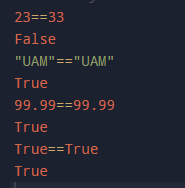 23==33
False
"UAM"=="UAM"
True
99.99==99.99
True
True==True
True